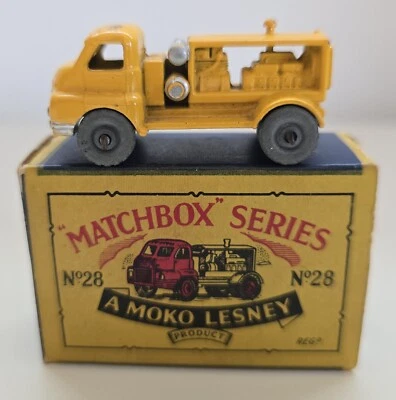 "MATCHBOX" SERIES
Nº28 Nº28
A MOKO LESNEY
PRODUCT
REGD.